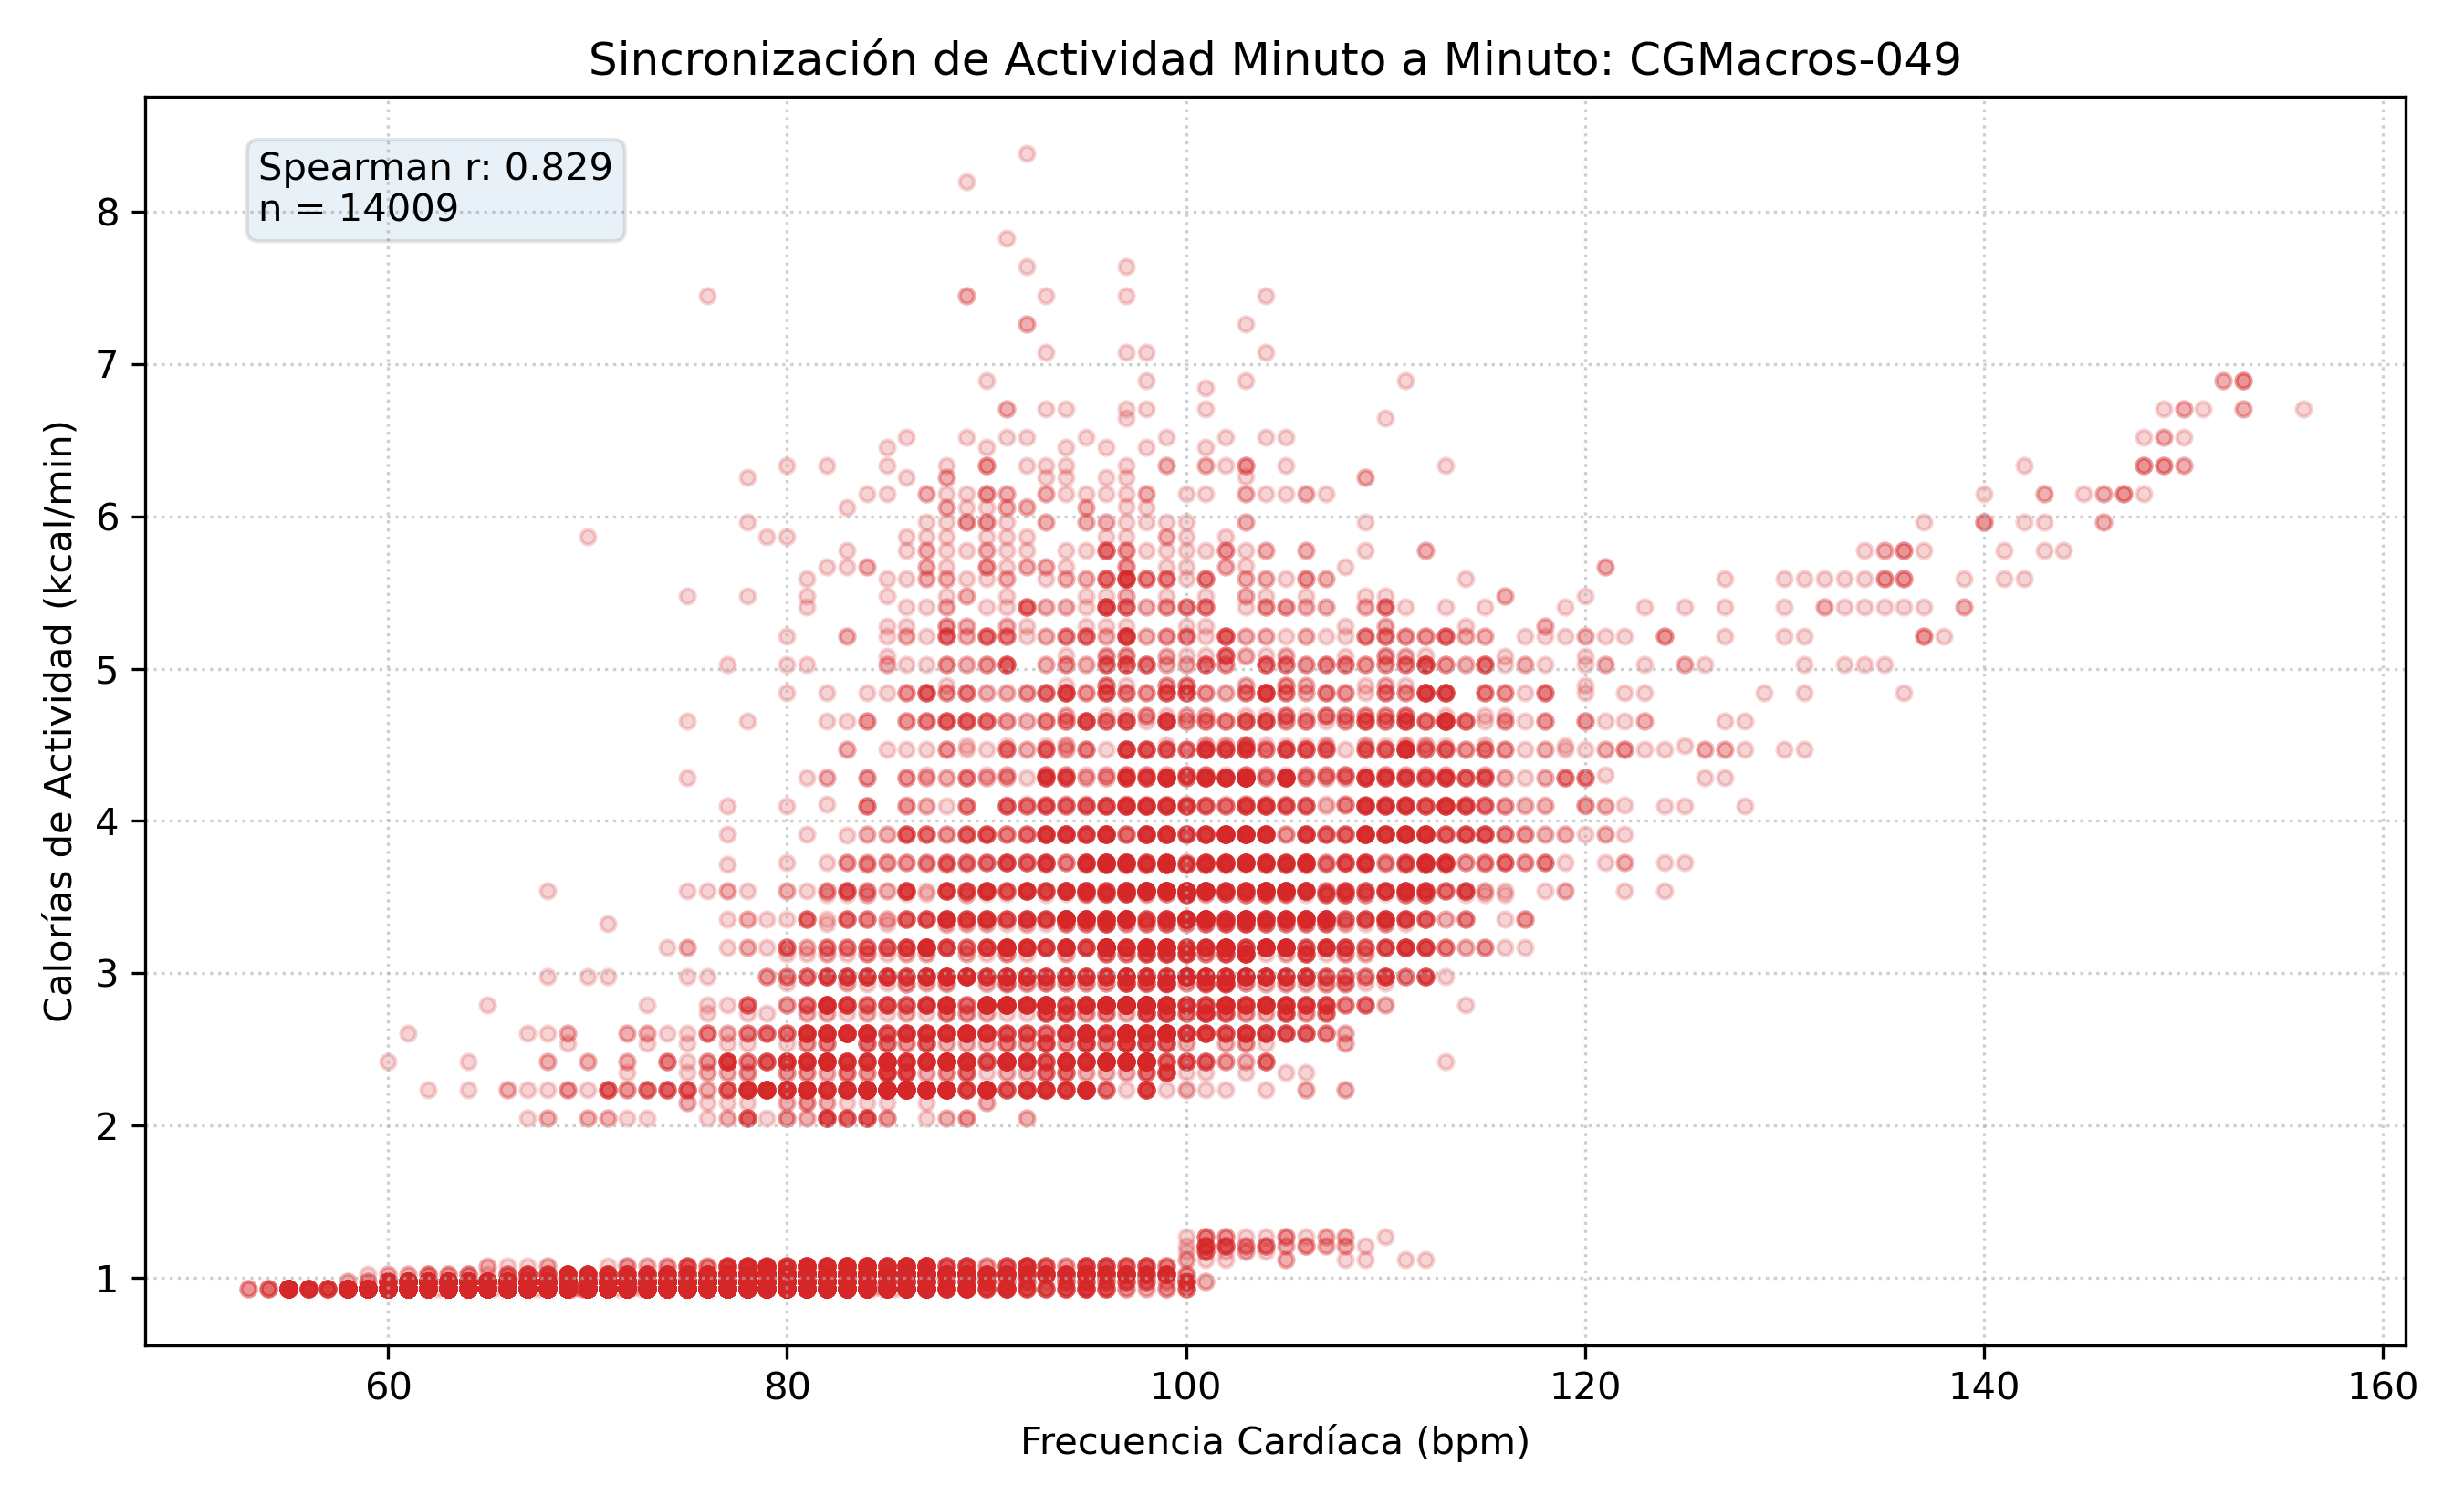 Sincronización de Actividad Minuto a Minuto: CGMacros-049
Spearman r: 0.829
n = 14009
Calorías de Actividad (kcal/min)
8
7
6
5
4
3
2
1
60 80 100 120 140 160
Frecuencia Cardíaca (bpm)